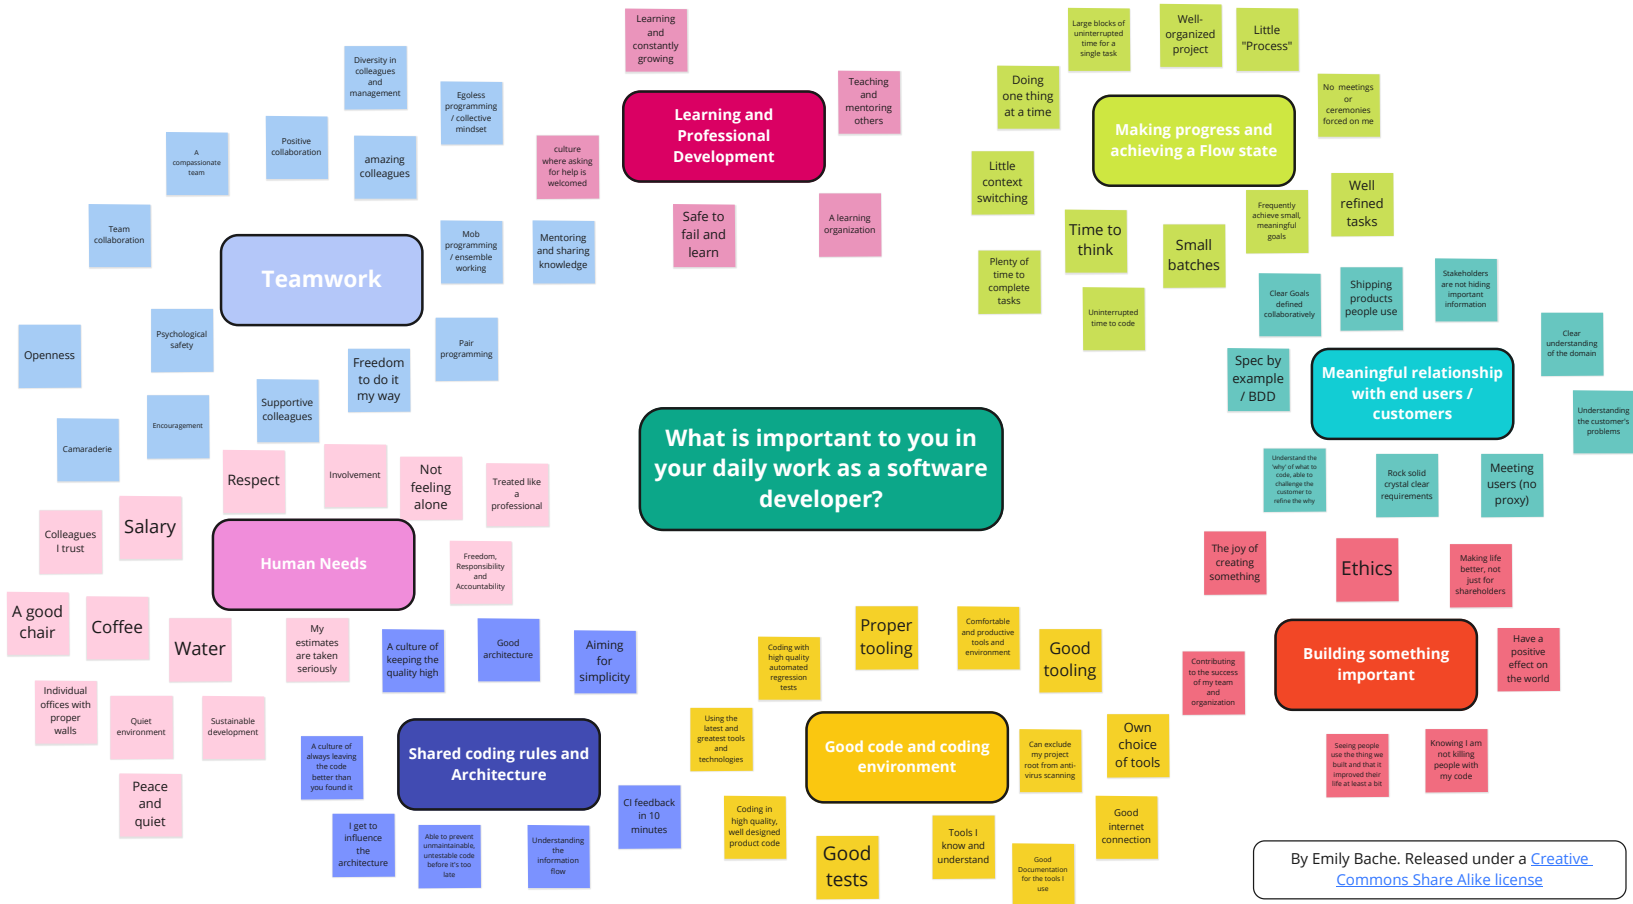 Learning
and
constantly
growing
Teaching
and
mentoring
others
Learning and
Professional
Development
culture
where asking
for help is
welcomed
Safe to
fail and
learn
A learning
organization
Large blocks of
uninterrupted
time for a
single task
Well-
organized
project
Little
"Process"
Doing
one thing
at a time
No meetings
or
ceremonies
forced on me
Making progress and
achieving a Flow state
Little
context
switching
Well
refined
tasks
Frequently
achieve small,
meaningful
goals
Time to
think
Small
batches
Plenty of
time to
complete
tasks
Uninterrupted
time to code
Diversity in
colleagues
and
management
Egoless
programming
/ collective
mindset
Positive
collaboration
A
compassionate
team
amazing
colleagues
Team
collaboration
Mob
programming
/ ensemble
working
Mentoring
and sharing
knowledge
Teamwork
Psychological
safety
Openness
Pair
programming
Freedom
to do it
my way
Supportive
colleagues
Encouragement
Camaraderie
Clear Goals
defined
collaboratively
Shipping
products
people use
Stakeholders
are not hiding
important
information
Clear
understanding
of the domain
Spec by
example
/ BDD
Meaningful relationship
with end users /
customers
Understanding
the customer's
problems
Understand the
'why' of what to
code, able to
challenge the
customer to
refine the why
Rock solid
crystal clear
requirements
Meeting
users (no
proxy)
What is important to you in
your daily work as a software
developer?
Respect
Involvement
Not
feeling
alone
Treated like
a
professional
Colleagues
I trust
Salary
Human Needs
Freedom,
Responsibility
and
Accountability
A good
chair
Coffee
Water
My
estimates
are taken
seriously
Individual
offices with
proper
walls
Quiet
environment
Sustainable
development
Peace
and
quiet
The joy of
creating
something
Ethics
Making life
better, not
just for
shareholders
Building something
important
Have a
positive
effect on
the world
Contributing
to the success
of my team
and
organization
Seeing people
use the thing we
built and that it
improved their
life at least a bit
Knowing I am
not killing
people with
my code
A culture of
keeping the
quality high
Good
architecture
Aiming
for
simplicity
Shared coding rules and
Architecture
A culture of
always leaving
the code
better than
you found it
CI feedback
in 10
minutes
I get to
influence
the
architecture
Able to prevent
unmaintainable,
untestable code
before it's too
late
Understanding
the
information
flow
Coding with
high quality
automated
regression
tests
Proper
tooling
Comfortable
and productive
tools and
environment
Good
tooling
Using the
latest and
greatest tools
and
technologies
Good code and coding
environment
Can exclude
my project
root from anti-
virus scanning
Own
choice
of tools
Coding in
high quality,
well designed
product code
Good
tests
Tools I
know and
understand
Good
Documentation
for the tools I
use
Good
internet
connection
By Emily Bache. Released under a Creative
Commons Share Alike license